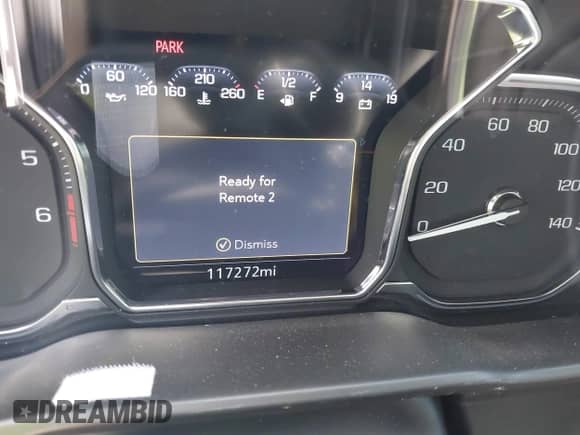 PARK
0 60 120
160 210 260
E 1/2 F
9 14 19
5
6
Ready for
Remote 2
Dismiss
117272mi
0 20 40 60 80 100 120 140
DREAMBID